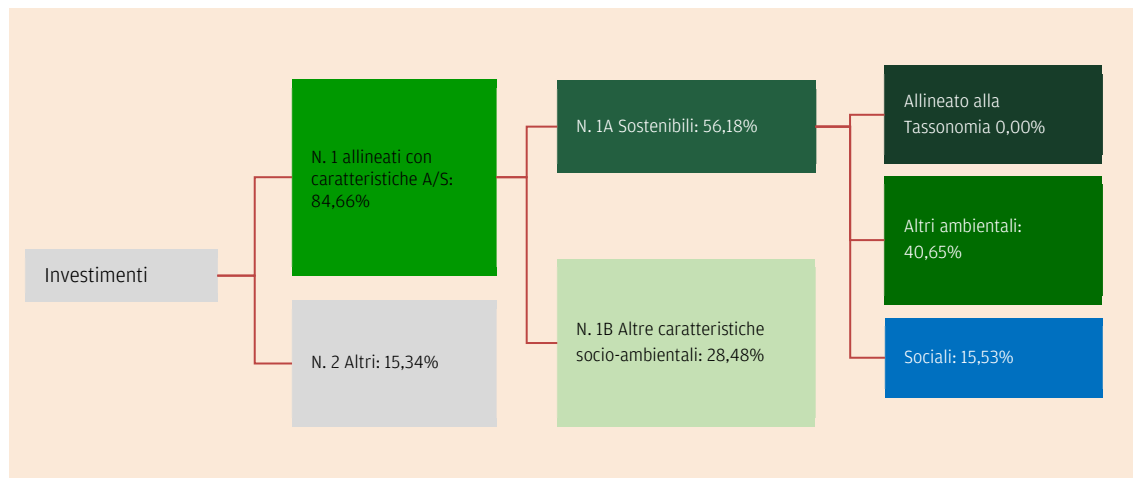 Investimenti
N. 1 allineati con
caratteristiche A/S:
84,66%
N. 2 Altri: 15,34%
N. 1A Sostenibili: 56,18%
N. 1B Altre caratteristiche
socio-ambientali: 28,48%
Allineato alla
Tassonomia 0,00%
Altri ambientali:
40,65%
Sociali: 15,53%